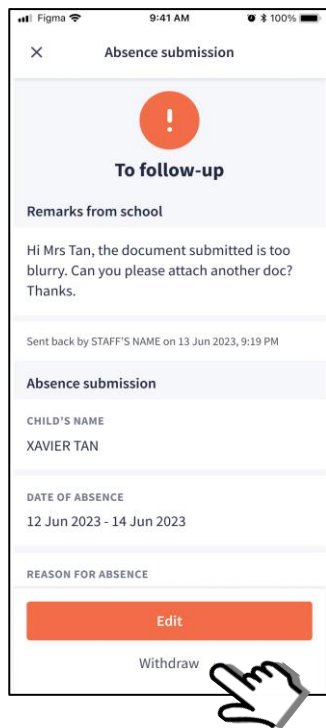 Figma 9:41 AM 100%
Absence submission
!
To follow-up
Remarks from school
Hi Mrs Tan, the document submitted is too
blurry. Can you please attach another doc?
Thanks.
Sent back by STAFF'S NAME on 13 Jun 2023, 9:19 PM
Absence submission
CHILD'S NAME
XAVIER TAN
DATE OF ABSENCE
12 Jun 2023 - 14 Jun 2023
REASON FOR ABSENCE
Edit
Withdraw